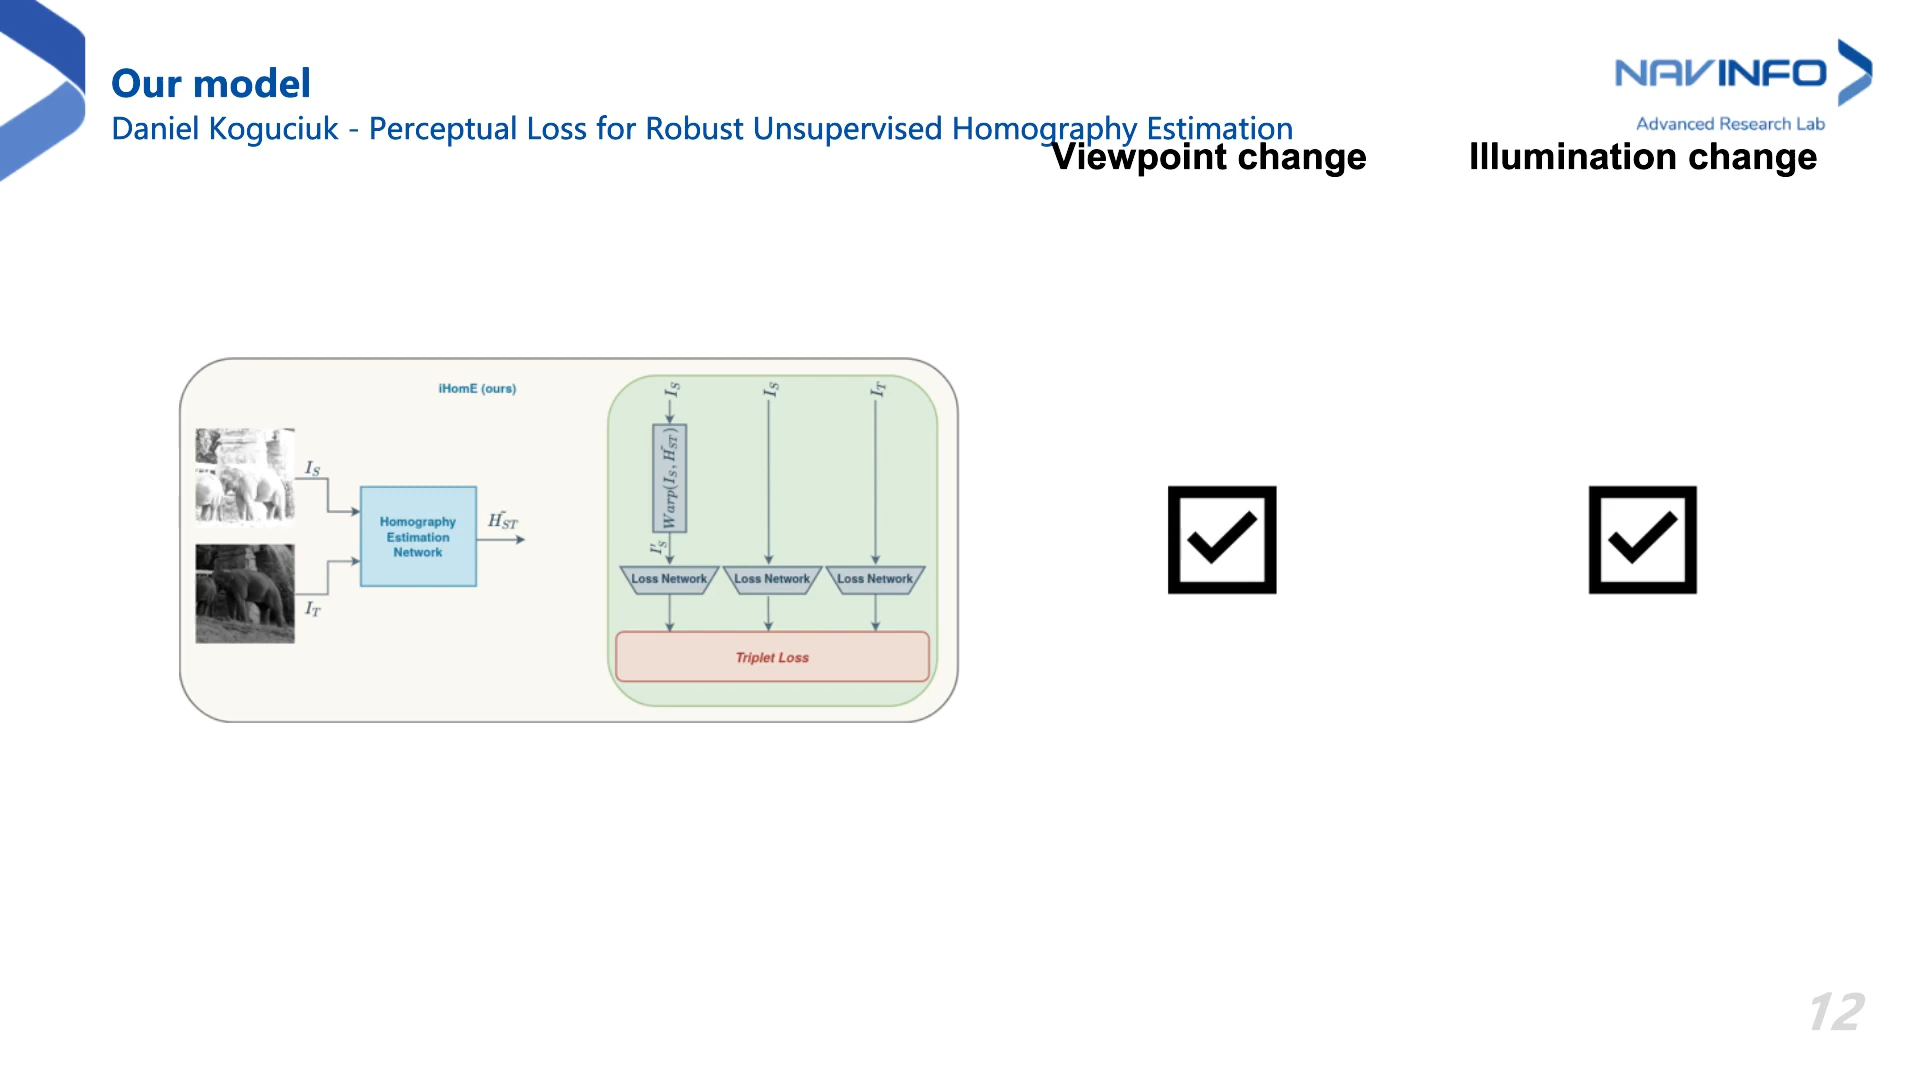 Our model
Daniel Koguciuk - Perceptual Loss for Robust Unsupervised Homography Estimation
NAVINFO
Advanced Research Lab
Viewpoint change
Illumination change
iHomE (ours)
I_S
I_T
Homography
Estimation
Network
H̃_ST
I_S
I_S
I_T
Warp(I_S, H̃_ST)
I'_S
Loss Network
Loss Network
Loss Network
Triplet Loss
12